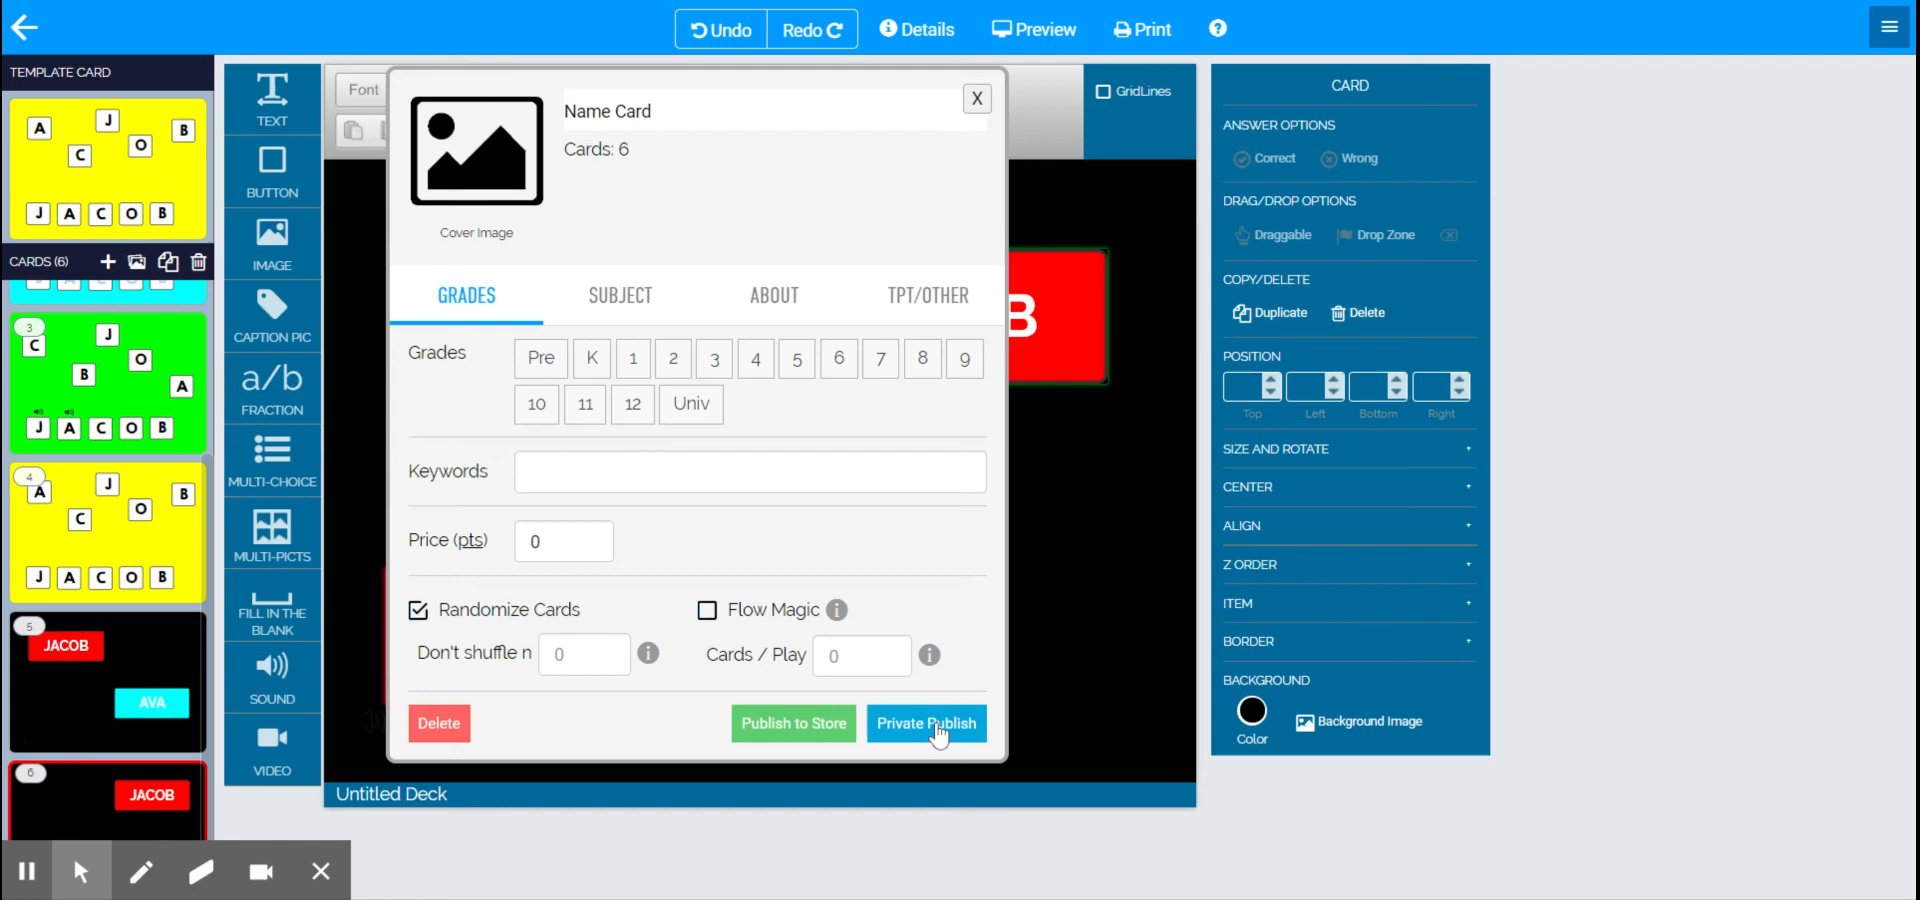 Undo
Redo
Details
Preview
Print
?
TEMPLATE CARD
A
J
B
C
O
J A C O B
CARDS (6)
3
C
J
O
B
A
J A C O B
4
A
J
B
C
O
J A C O B
5
JACOB
AVA
6
JACOB
TEXT
BUTTON
IMAGE
CAPTION PIC
a/b
FRACTION
MULTI-CHOICE
MULTI-PICTS
FILL IN THE
BLANK
SOUND
VIDEO
Font
GridLines
B
X
Name Card
Cards: 6
Cover Image
GRADES
SUBJECT
ABOUT
TPT/OTHER
Grades
Pre K 1 2 3 4 5 6 7 8 9
10 11 12 Univ
Keywords
Price (pts)
0
Randomize Cards
Flow Magic
Don't shuffle n
0
Cards / Play
0
Delete
Publish to Store
Private Publish
Untitled Deck
CARD
ANSWER OPTIONS
Correct
Wrong
DRAG/DROP OPTIONS
Draggable
Drop Zone
COPY/DELETE
Duplicate
Delete
POSITION
Top
Left
Bottom
Right
SIZE AND ROTATE +
CENTER +
ALIGN +
Z ORDER +
ITEM +
BORDER +
BACKGROUND
Color
Background Image